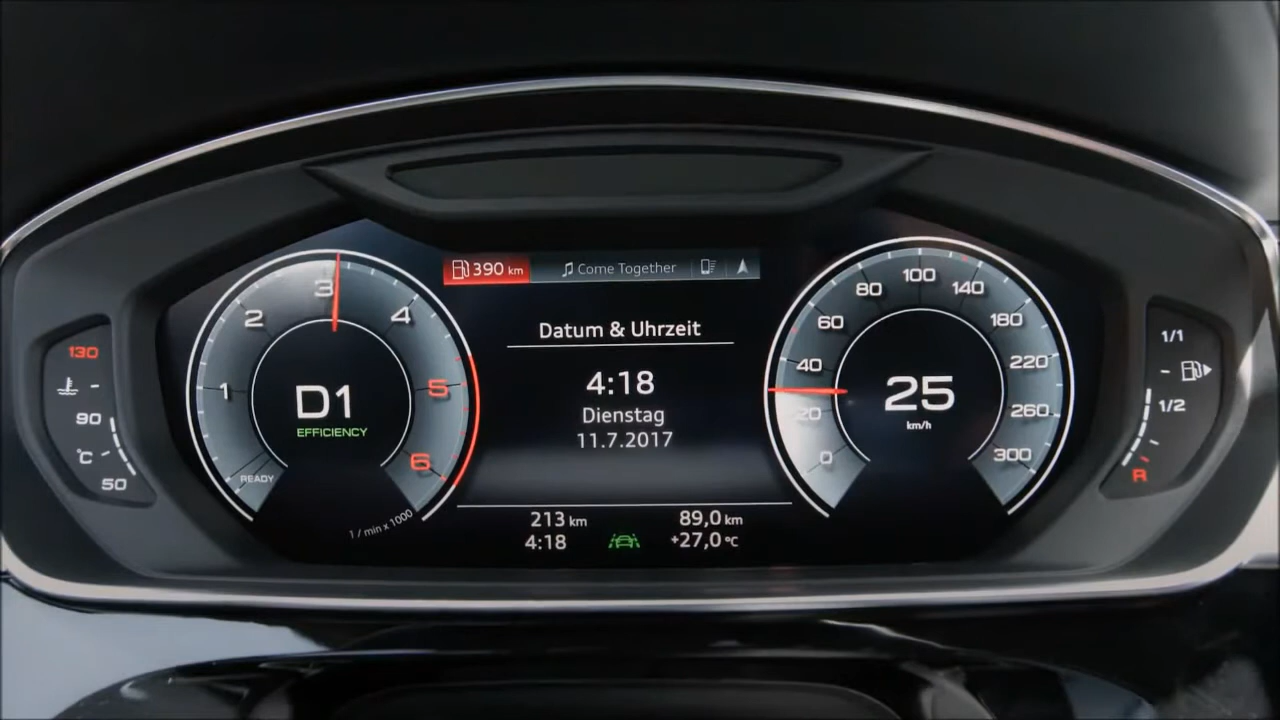 390 km
Come Together
Datum & Uhrzeit
4:18
Dienstag
11.7.2017
213 km
89,0 km
4:18
+27,0 °C
1
2
3
4
5
6
D1
EFFICIENCY
READY
1 / min x 1000
0
20
40
60
80
100
140
180
220
260
300
25
km/h
130
90
°C
50
1/1
1/2
R